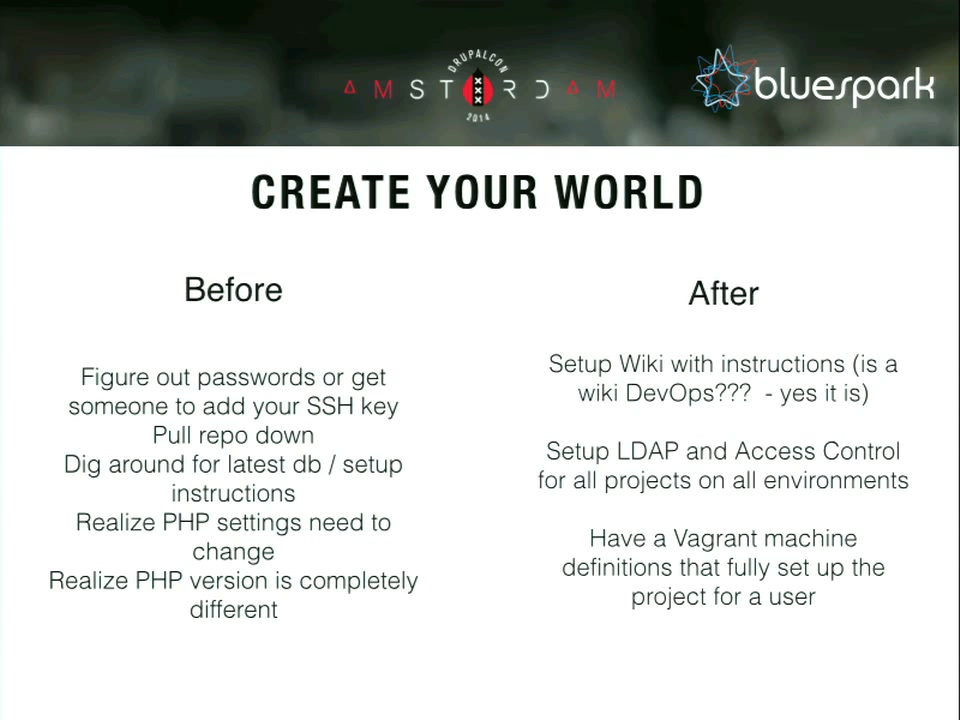 DRUPALCON
AMSTERDAM
2014
bluespark
CREATE YOUR WORLD
Before
Figure out passwords or get
someone to add your SSH key
Pull repo down
Dig around for latest db / setup
instructions
Realize PHP settings need to
change
Realize PHP version is completely
different
After
Setup Wiki with instructions (is a
wiki DevOps???  - yes it is)
Setup LDAP and Access Control
for all projects on all environments
Have a Vagrant machine
definitions that fully set up the
project for a user